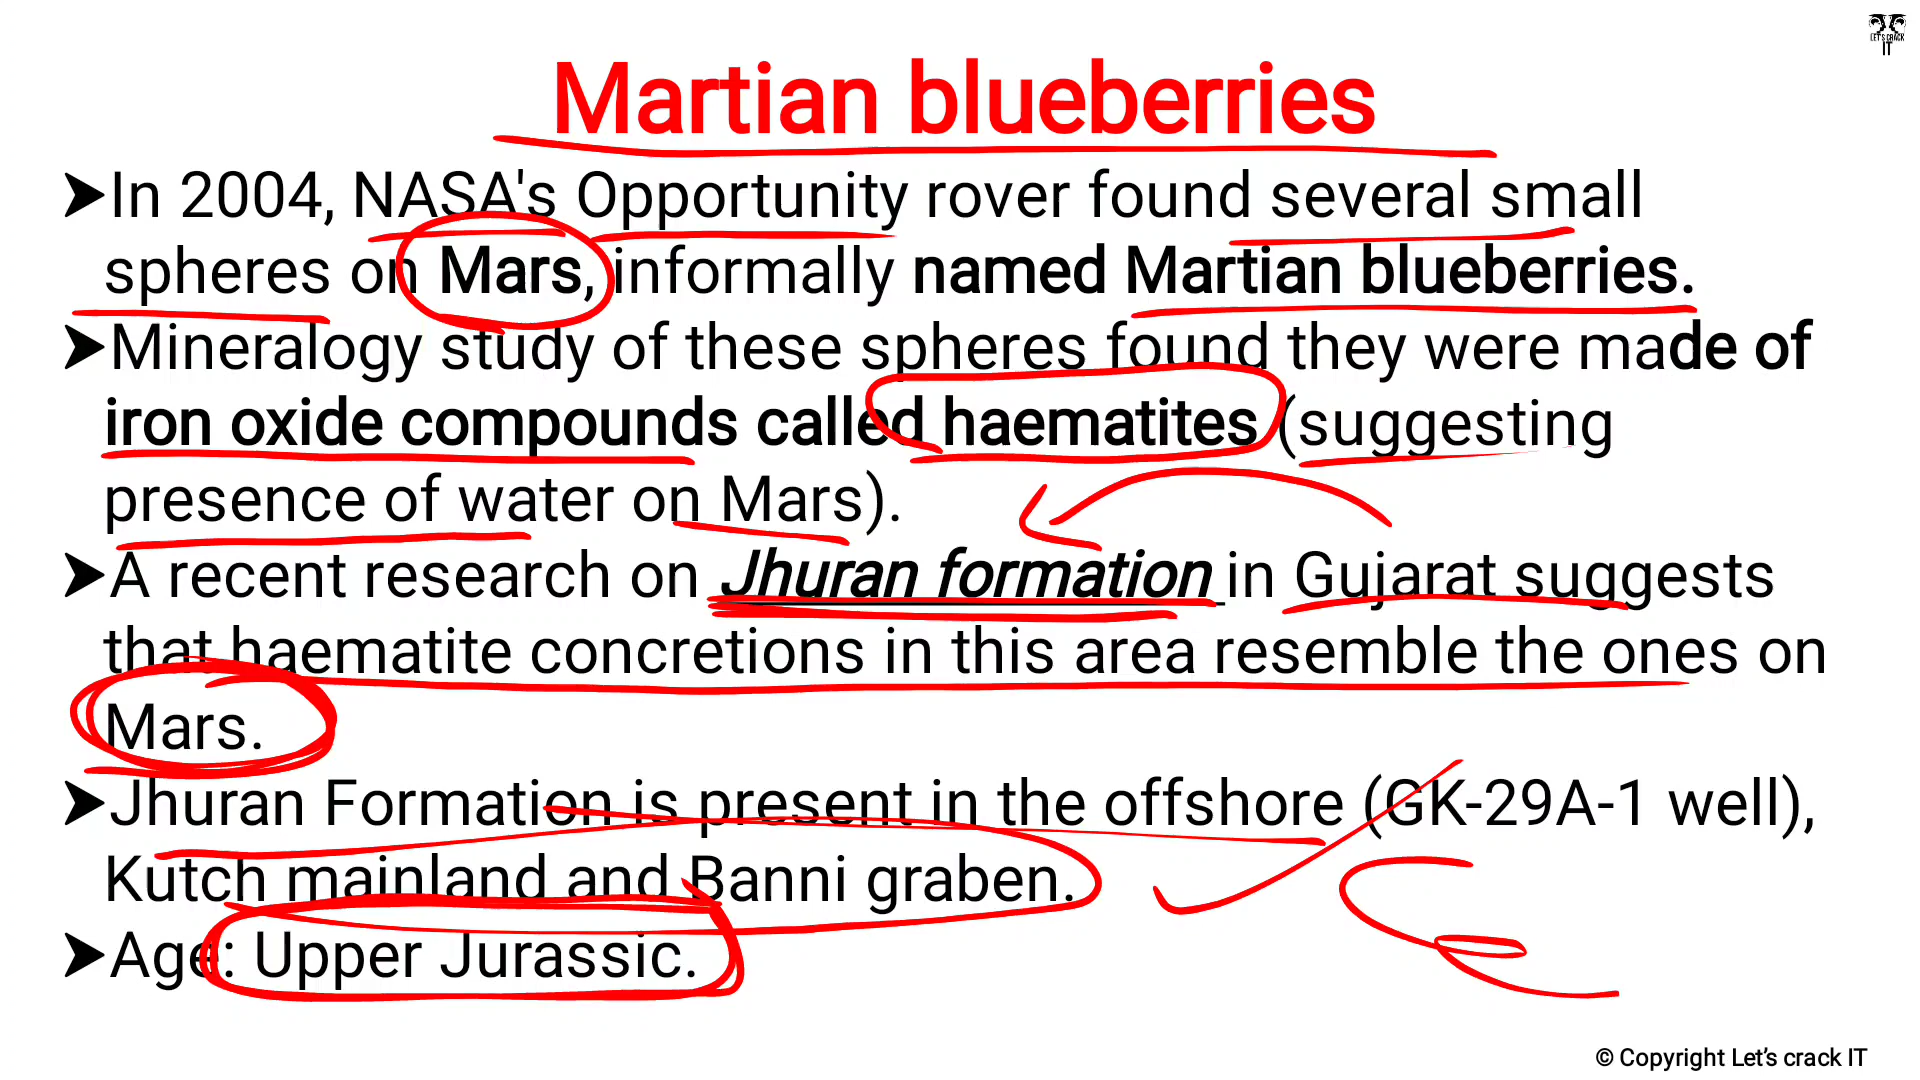 LET'S CRACK
IT
Martian blueberries
➤In 2004, NASA's Opportunity rover found several small
spheres on Mars, informally named Martian blueberries.
➤Mineralogy study of these spheres found they were made of
iron oxide compounds called haematites (suggesting
presence of water on Mars).
➤A recent research on Jhuran formation in Gujarat suggests
that haematite concretions in this area resemble the ones on
Mars.
➤Jhuran Formation is present in the offshore (GK-29A-1 well),
Kutch mainland and Banni graben.
➤Age: Upper Jurassic.
© Copyright Let's crack IT